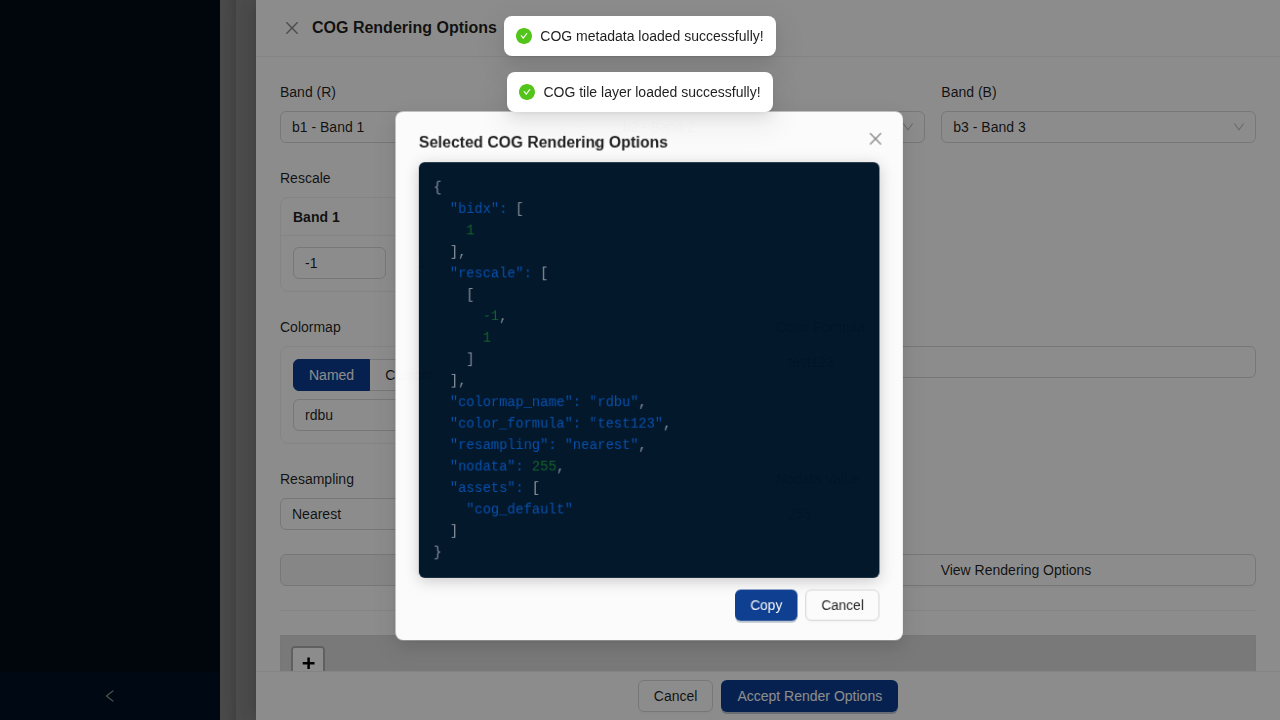 COG Rendering Options
COG metadata loaded successfully!
COG tile layer loaded successfully!
Band (R)
Band (B)
b1 - Band 1
b3 - Band 3
Rescale
Band 1
-1
Colormap
Named
C
rdbu
Resampling
Nearest
View Rendering Options
+
Cancel
Accept Render Options
Selected COG Rendering Options
{
"bidx": [
1
],
"rescale": [
[
-1,
1
]
],
"colormap_name": "rdbu",
"color_formula": "test123",
"resampling": "nearest",
"nodata": 255,
"assets": [
"cog_default"
]
}
Copy
Cancel